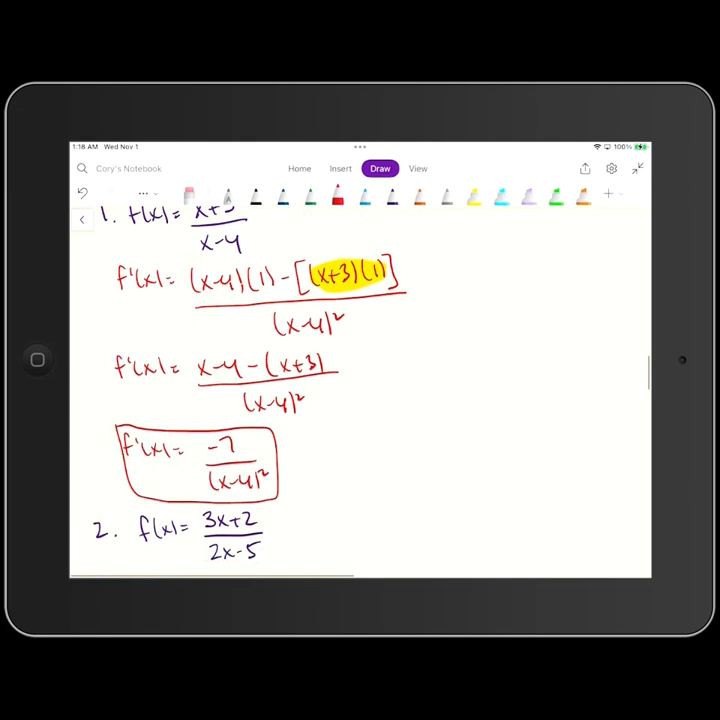 1:18 AM Wed Nov 1 100%
Cory's Notebook Home Insert Draw View
1. f(x) = x+3
x-4
f'(x) = (x-4)(1) - [(x+3)(1)]
(x-4)²
f'(x) = x-4-(x+3)
(x-4)²
f'(x) = -7
(x-4)²
2. f(x) = 3x+2
2x-5